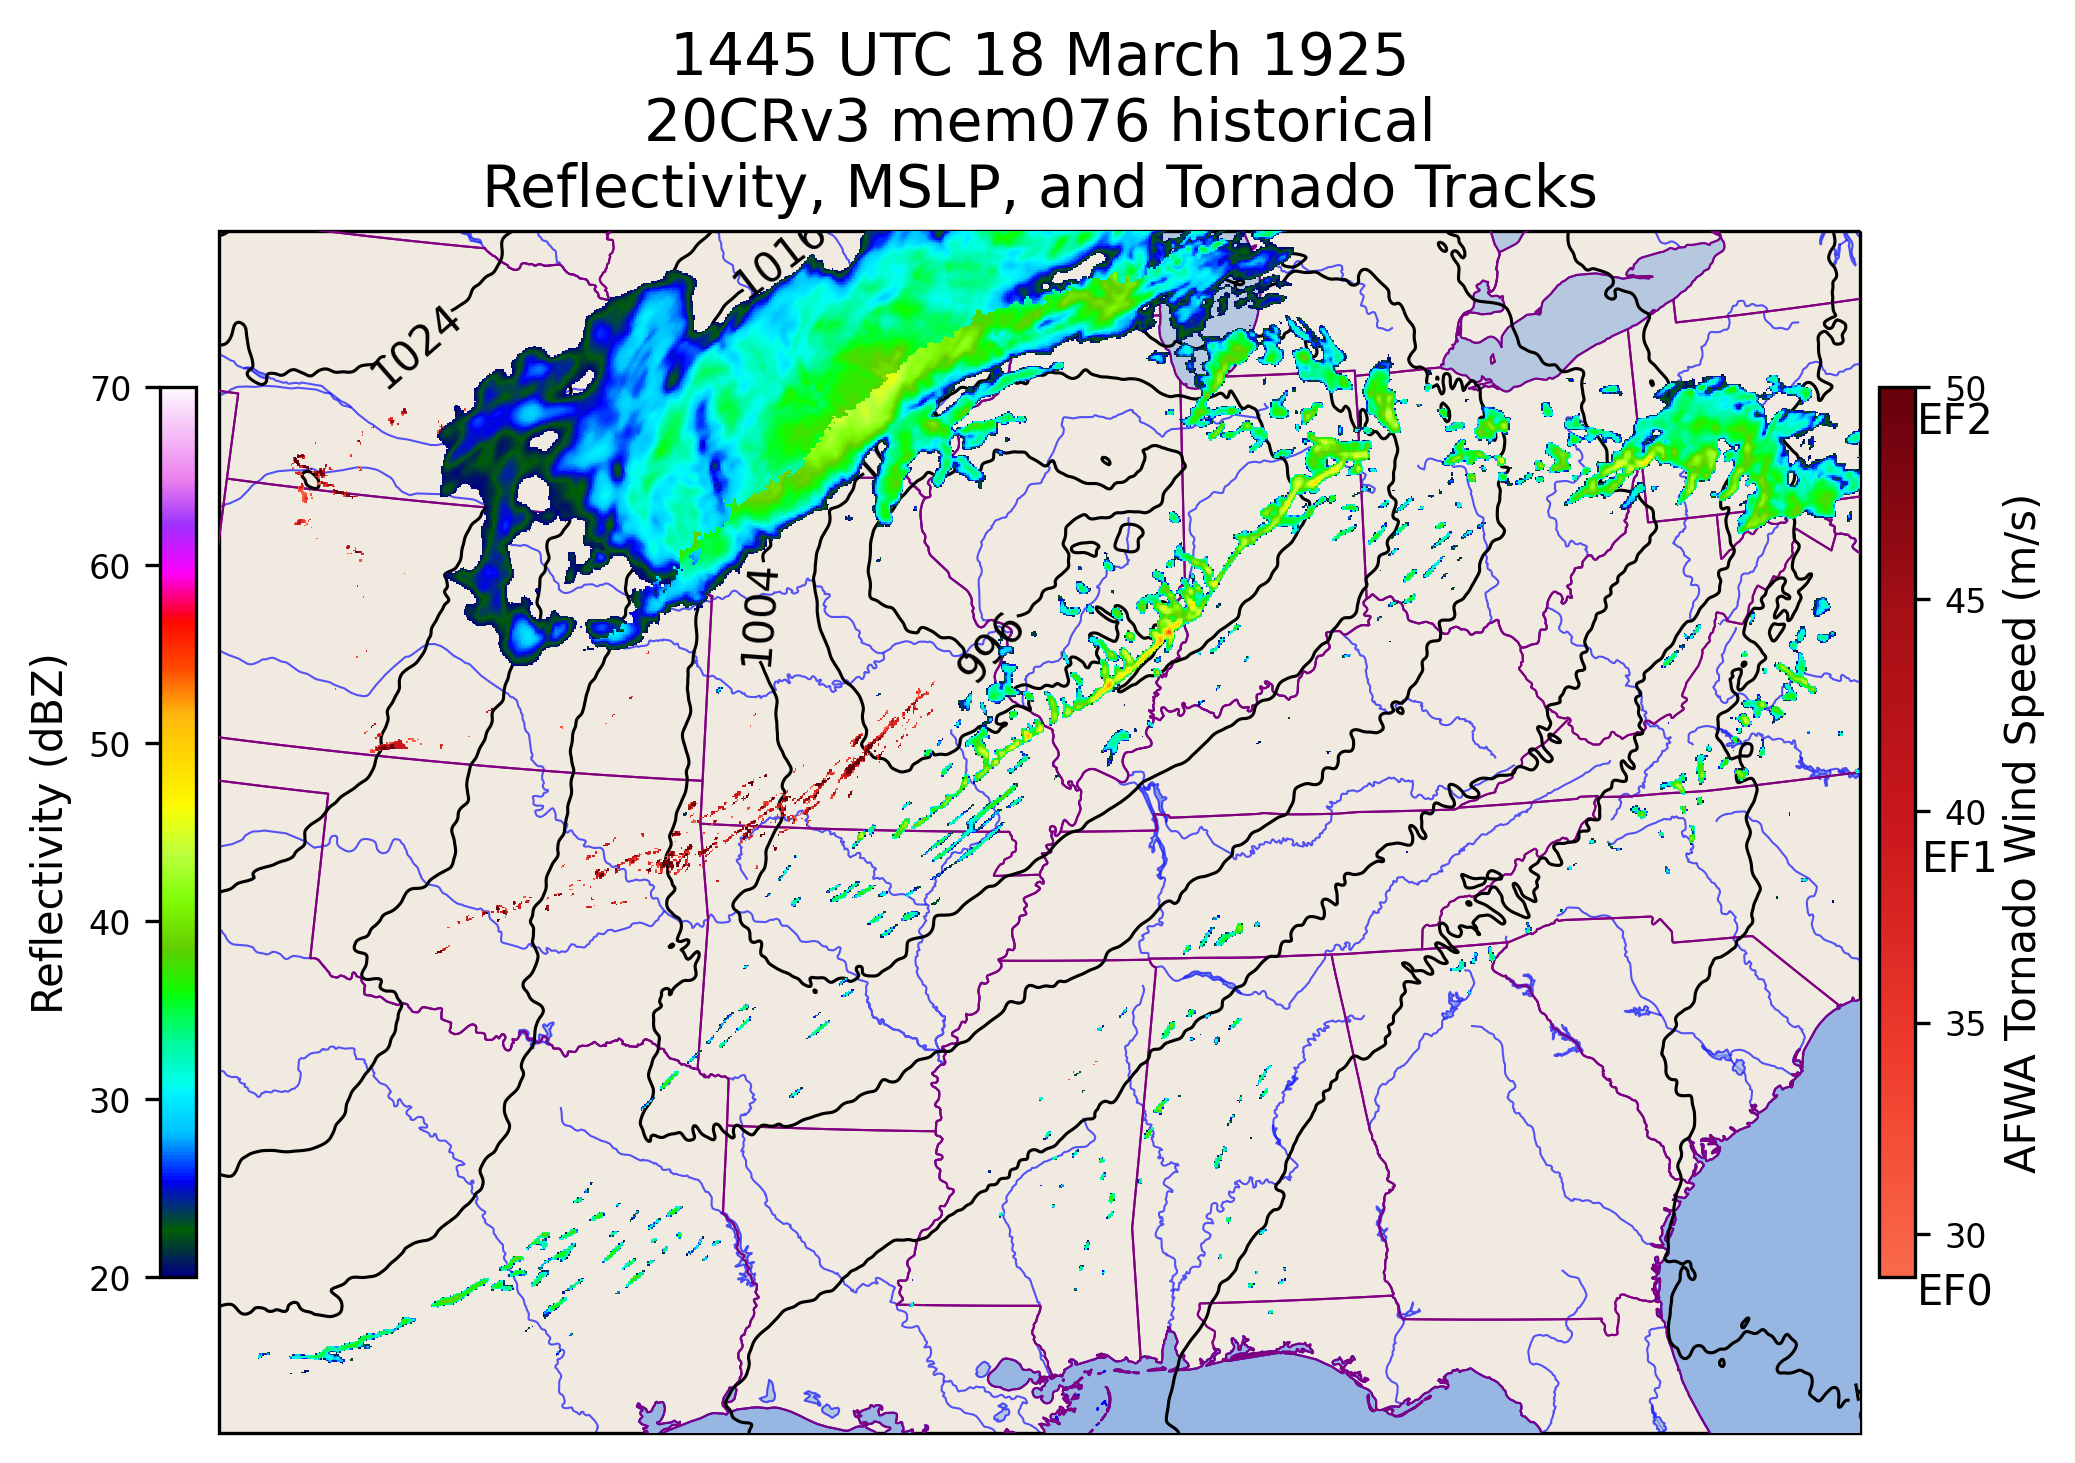 1445 UTC 18 March 1925
20CRv3 mem076 historical
Reflectivity, MSLP, and Tornado Tracks
1016
1024
1004
996
Reflectivity (dBZ)
70
60
50
40
30
20
50
EF2
45
40
EF1
35
30
EF0
AFWA Tornado Wind Speed (m/s)